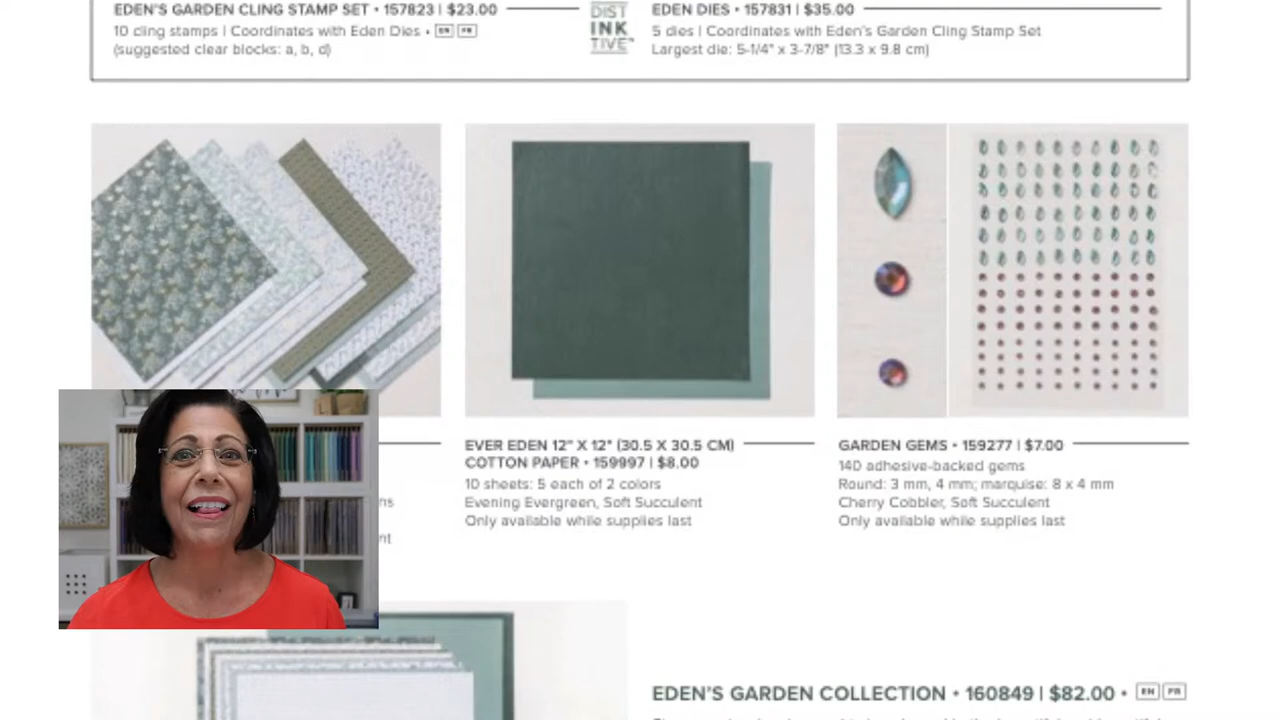 EDEN'S GARDEN CLING STAMP SET • 157823 | $23.00
10 cling stamps | Coordinates with Eden Dies • EN FR
(suggested clear blocks: a, b, d)
DIST
INK
TIVE™
EDEN DIES • 157831 | $35.00
5 dies | Coordinates with Eden's Garden Cling Stamp Set
Largest die: 5-1/4" x 3-7/8" (13.3 x 9.8 cm)
EVER EDEN 12" X 12" (30.5 X 30.5 CM)
COTTON PAPER • 159997 | $8.00
10 sheets: 5 each of 2 colors
Evening Evergreen, Soft Succulent
Only available while supplies last
GARDEN GEMS • 159277 | $7.00
140 adhesive-backed gems
Round: 3 mm, 4 mm; marquise: 8 x 4 mm
Cherry Cobbler, Soft Succulent
Only available while supplies last
EDEN'S GARDEN COLLECTION • 160849 | $82.00 • EN FR